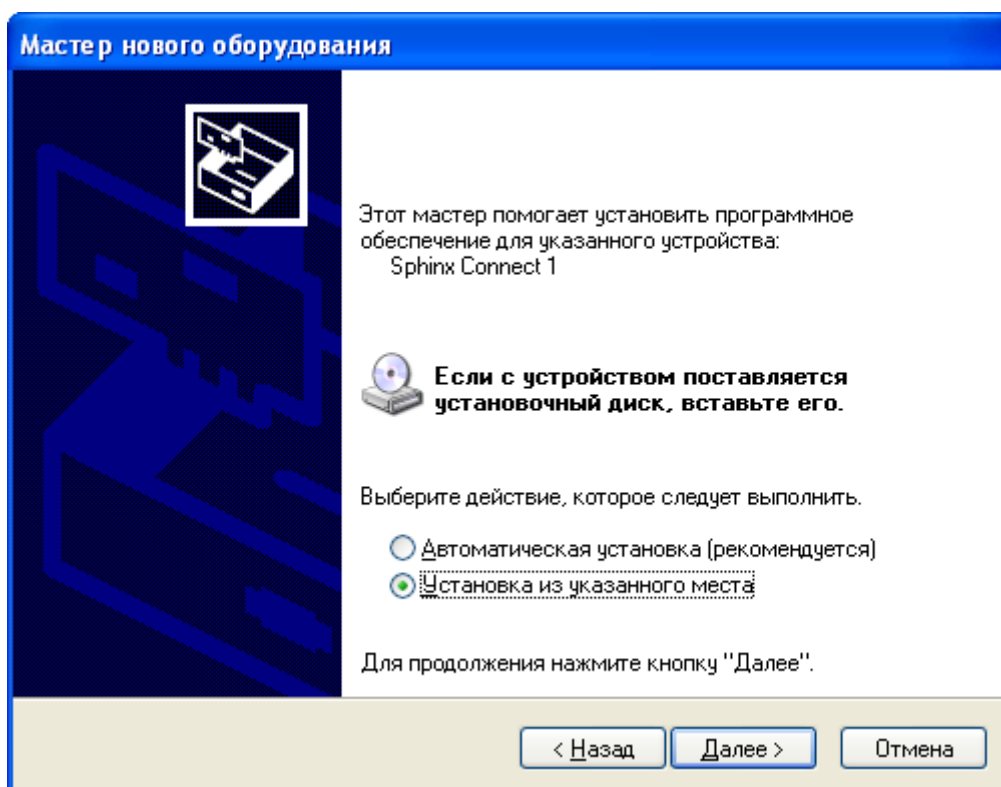 Мастер нового оборудования
Этот мастер помогает установить программное
обеспечение для указанного устройства:
Sphinx Connect 1
Если с устройством поставляется
установочный диск, вставьте его.
Выберите действие, которое следует выполнить.
Автоматическая установка (рекомендуется)
Установка из указанного места
Для продолжения нажмите кнопку "Далее".
< Назад
Далее >
Отмена